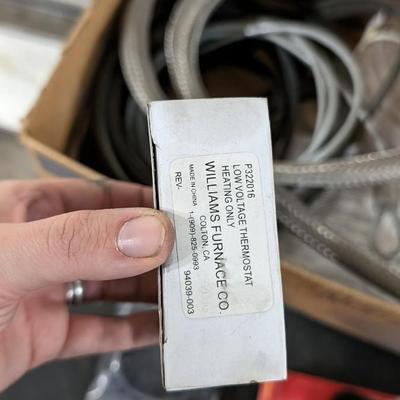 P322016
LOW VOLTAGE THERMOSTAT
HEATING ONLY
WILLIAMS FURNACE CO.
COLTON, CA
1-(909)-825-0993
MADE IN CHINA
REV-
94039-003